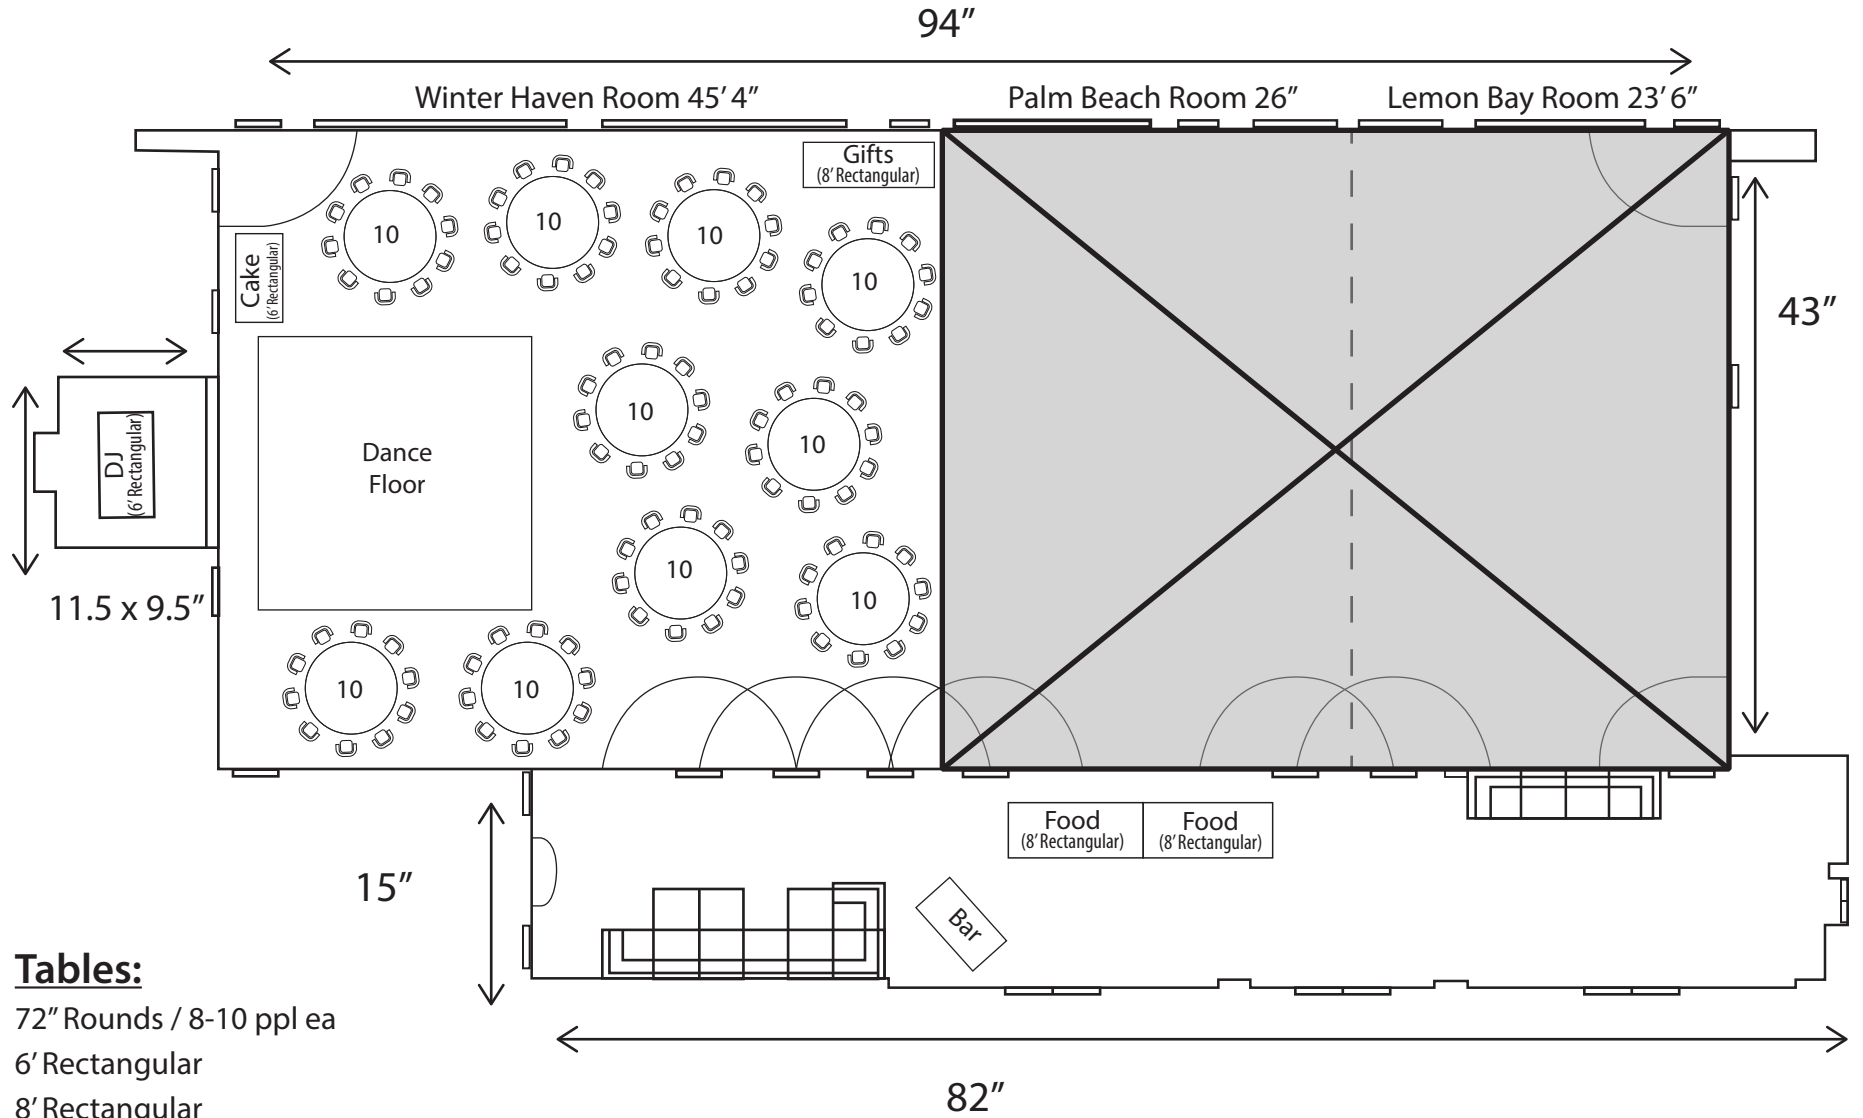 94”
Winter Haven Room 45’ 4”
Palm Beach Room 26”
Lemon Bay Room 23’ 6”
Gifts
(8’ Rectangular)
10
10
10
10
Cake
(6’ Rectangular)
43”
10
10
Dance
Floor
DJ
(6’ Rectangular)
10
10
11.5 x 9.5”
10
10
Food
(8’ Rectangular)
Food
(8’ Rectangular)
15”
Bar
Tables:
72” Rounds / 8-10 ppl ea
6’ Rectangular
8’ Rectangular
82”